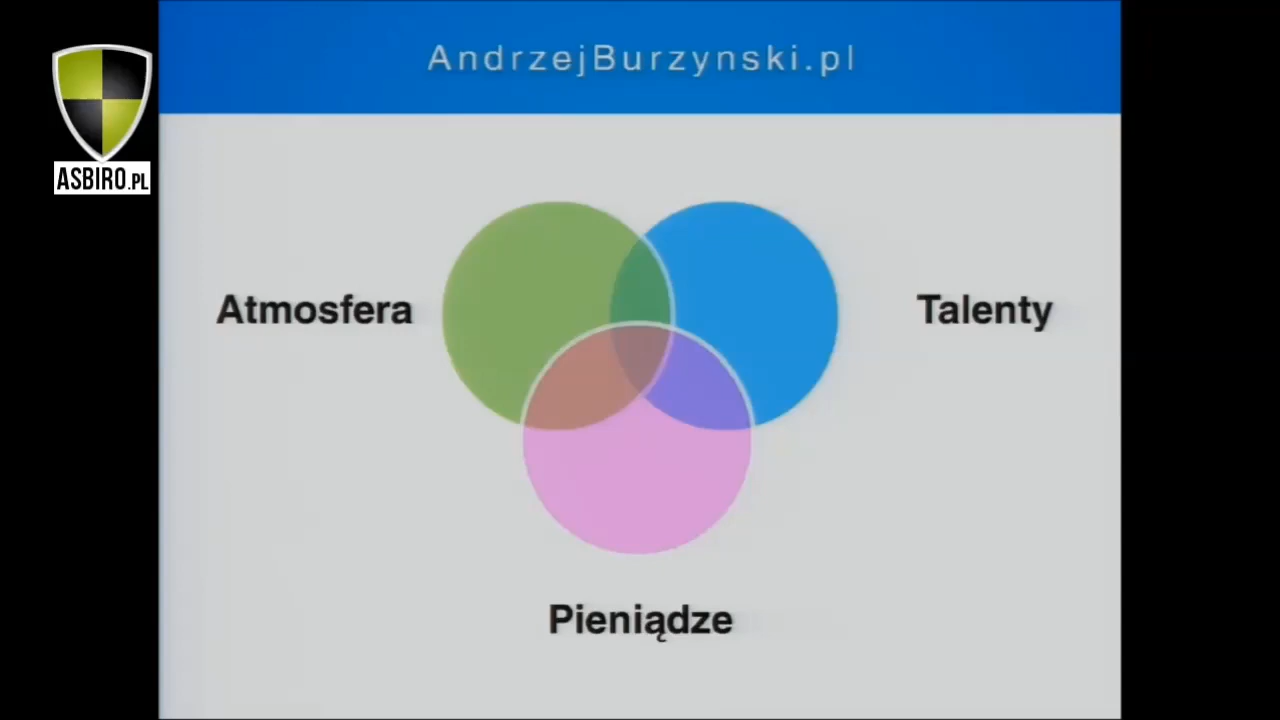 AndrzejBurzynski.pl
ASBIRO.PL
Atmosfera
Talenty
Pieniądze